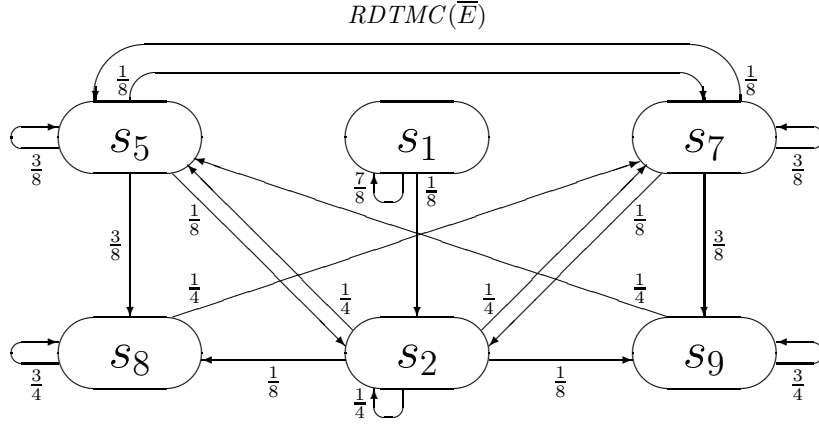 RDTMC(E̅)
1/8 1/8
s₅ s₁ s₇
3/8 7/8 1/8 3/8
1/8 1/8
3/8 3/8
1/4 1/4 1/4 1/4
s₈ s₂ s₉
3/4 1/8 1/4 1/8 3/4